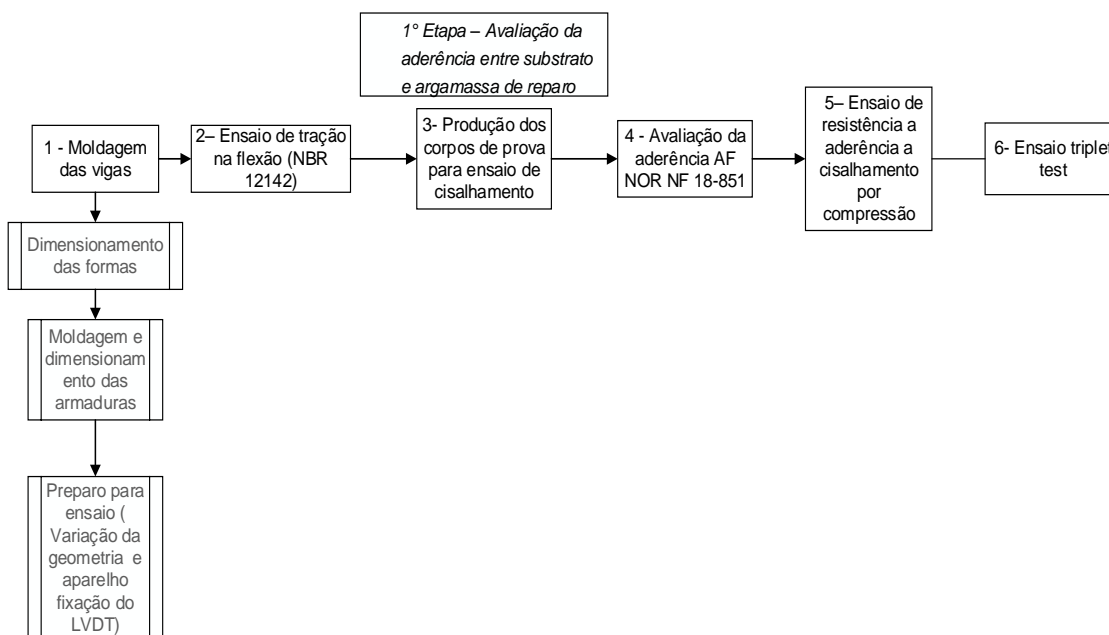 1° Etapa – Avaliação da
aderência entre substrato
e argamassa de reparo
1 - Moldagem
das vigas
2– Ensaio de tração
na flexão (NBR
12142)
3- Produção dos
corpos de prova
para ensaio de
cisalhamento
4 - Avaliação da
aderência AF
NOR NF 18-851
5– Ensaio de
resistência a
aderência a
cisalhamento
por
compressão
6- Ensaio triplet
test
Dimensionamento
das formas
Moldagem e
dimensionam
ento das
armaduras
Preparo para
ensaio (
Variação da
geometria e
aparelho
fixação do
LVDT)